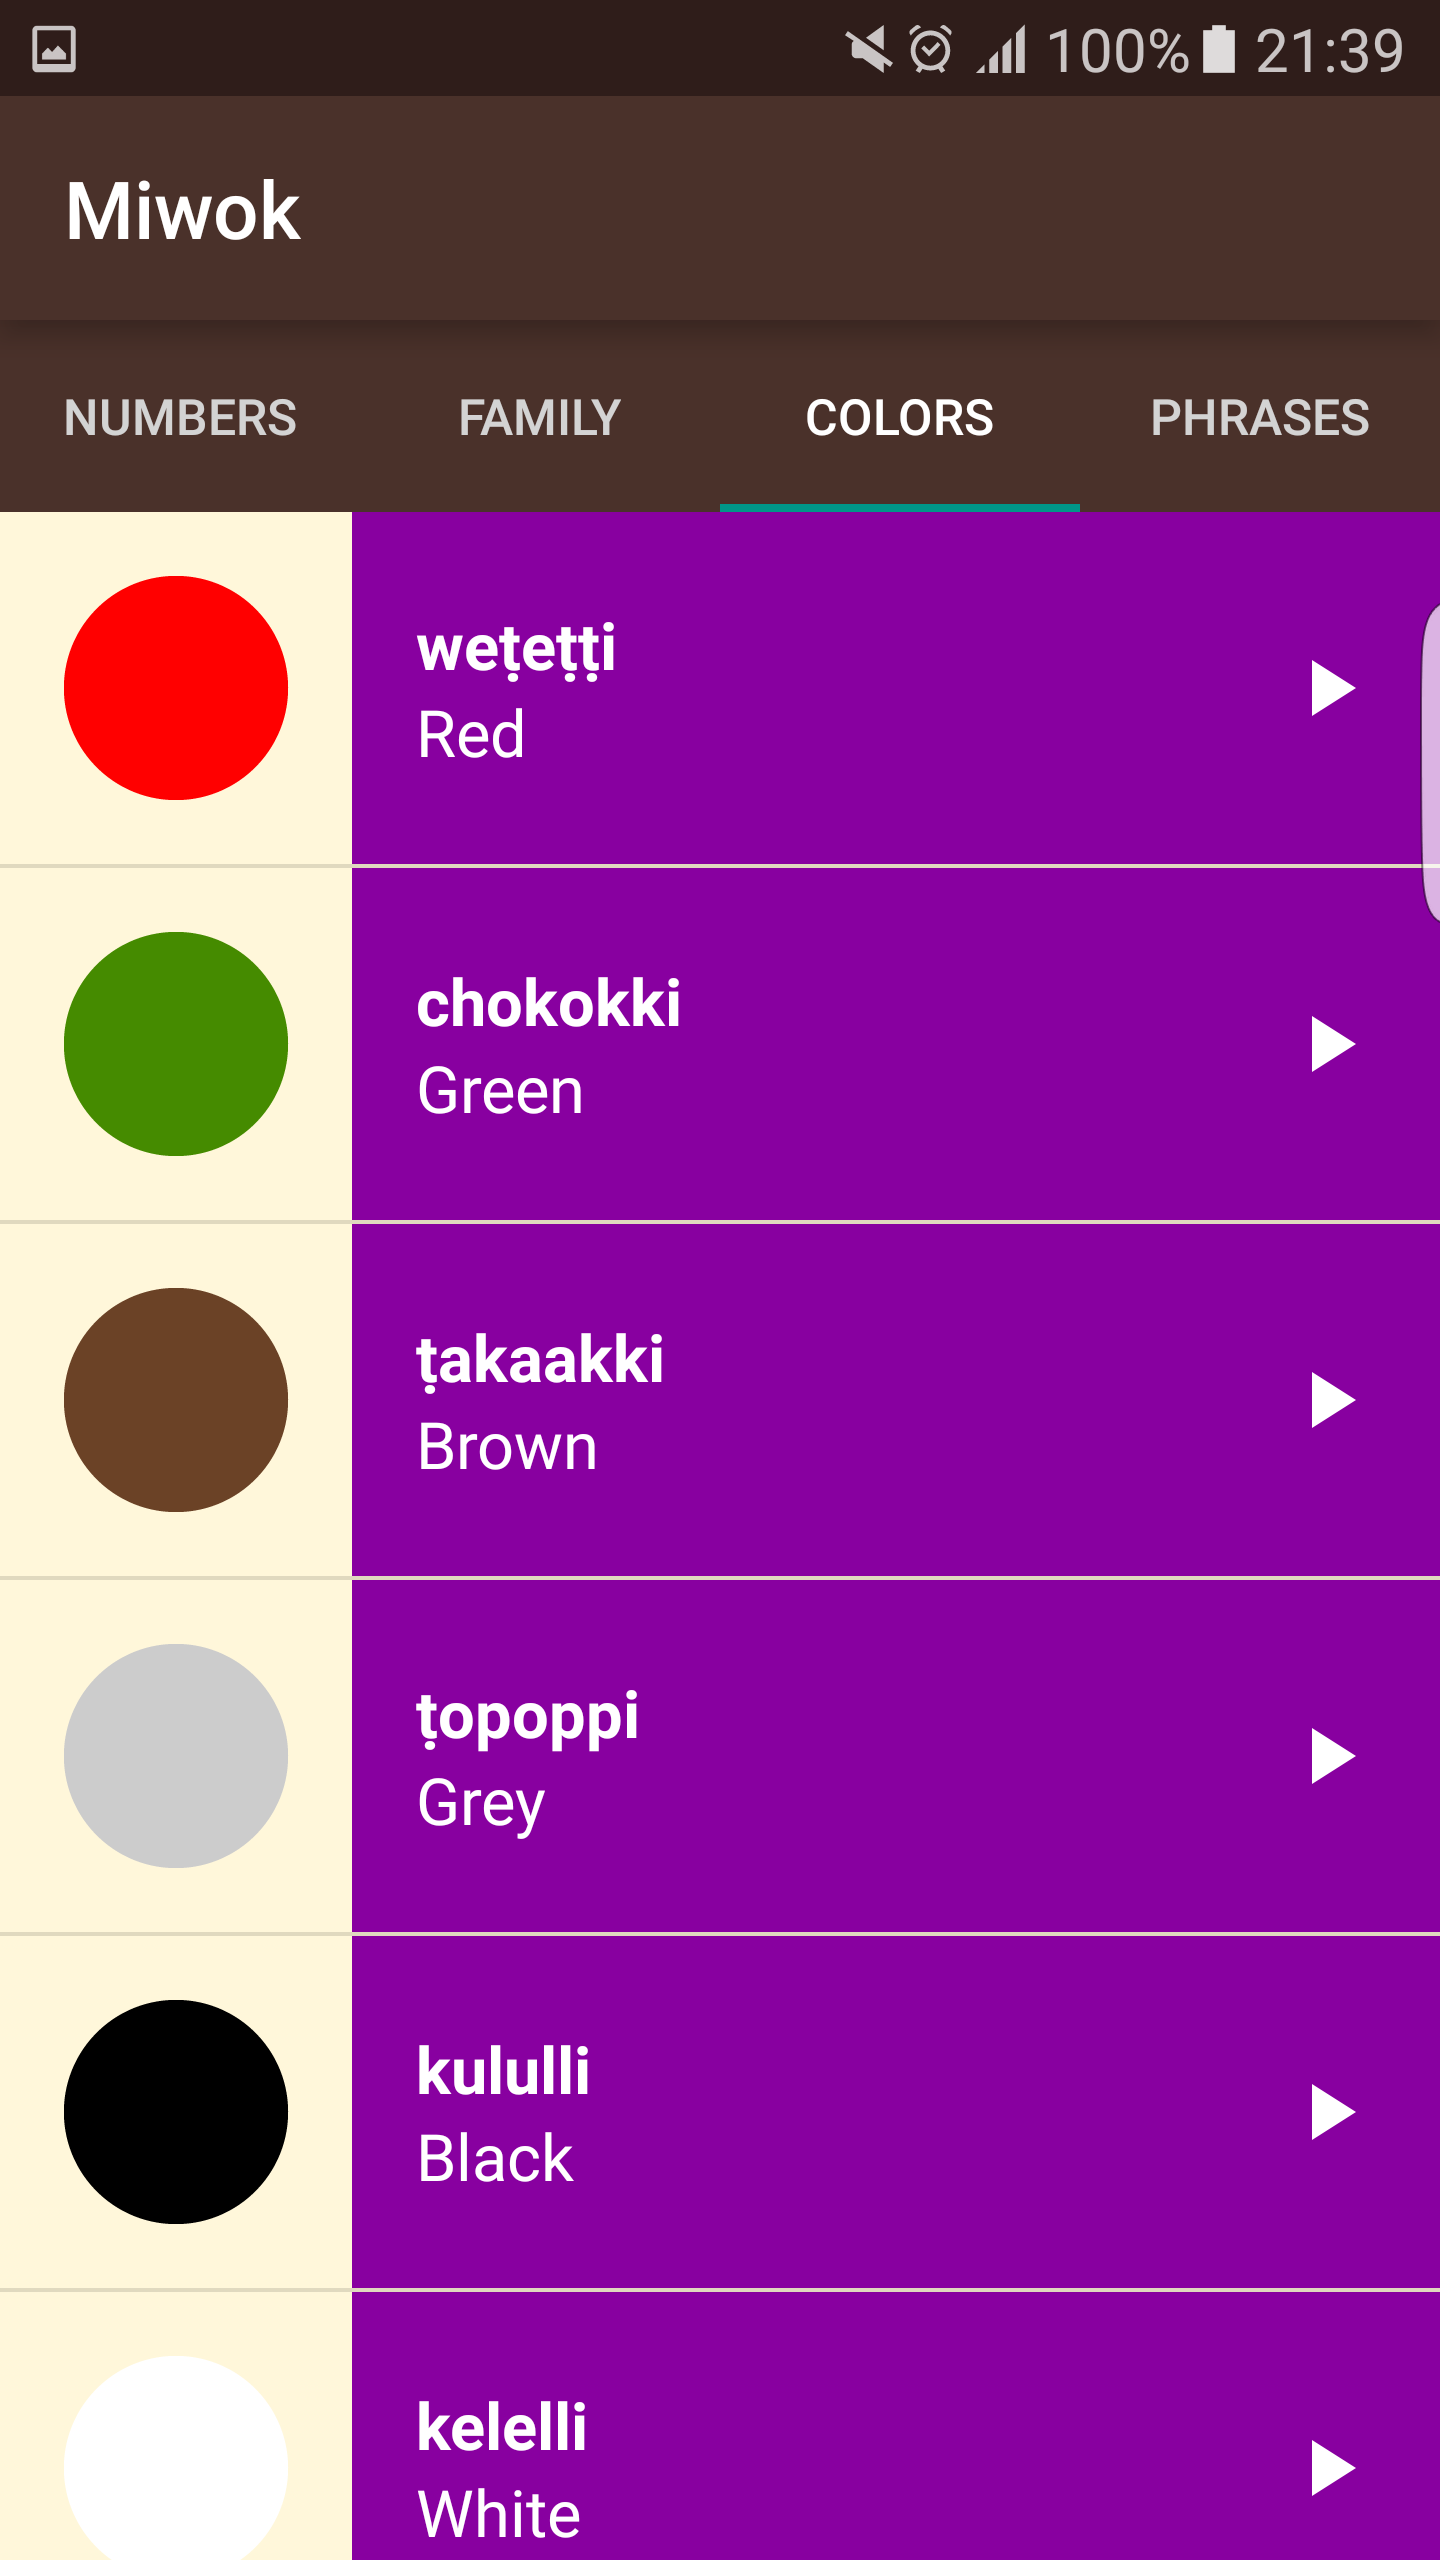 100% 21:39
Miwok
NUMBERS FAMILY COLORS PHRASES
weṭeṭṭi
Red
chokokki
Green
ṭakaakki
Brown
ṭopoppi
Grey
kululli
Black
kelelli
White